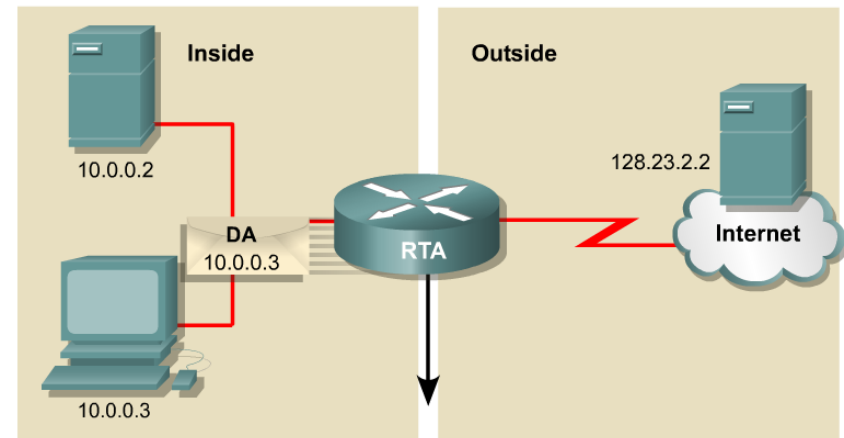 Inside
Outside
10.0.0.2
128.23.2.2
DA
10.0.0.3
RTA
Internet
10.0.0.3